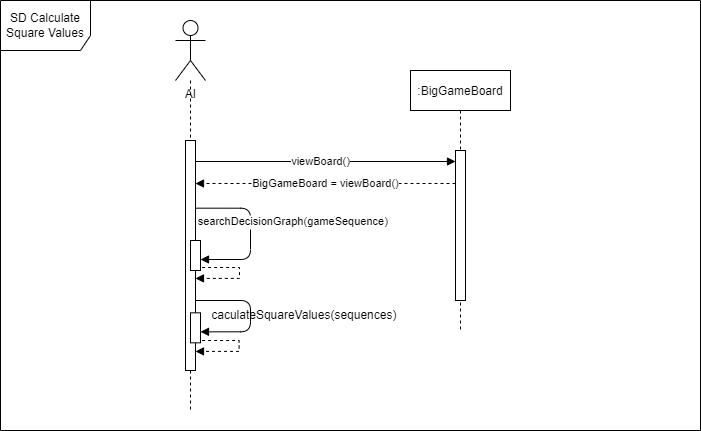 SD Calculate
Square Values
AI
:BigGameBoard
viewBoard()
BigGameBoard = viewBoard()
searchDecisionGraph(gameSequence)
caculateSquareValues(sequences)